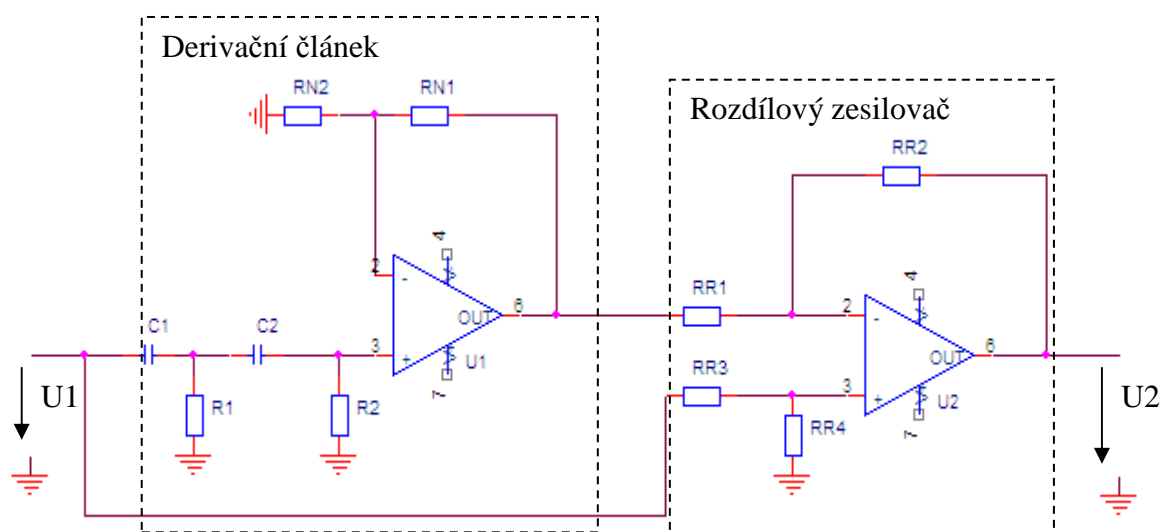 Derivační článek
RN2
RN1
Rozdílový zesilovač
RR2
4
2
-
6
OUT
3
+
U1
7
C1
C2
R1
R2
U1
RR1
RR3
RR4
4
2
-
6
OUT
3
+
U2
7
U2